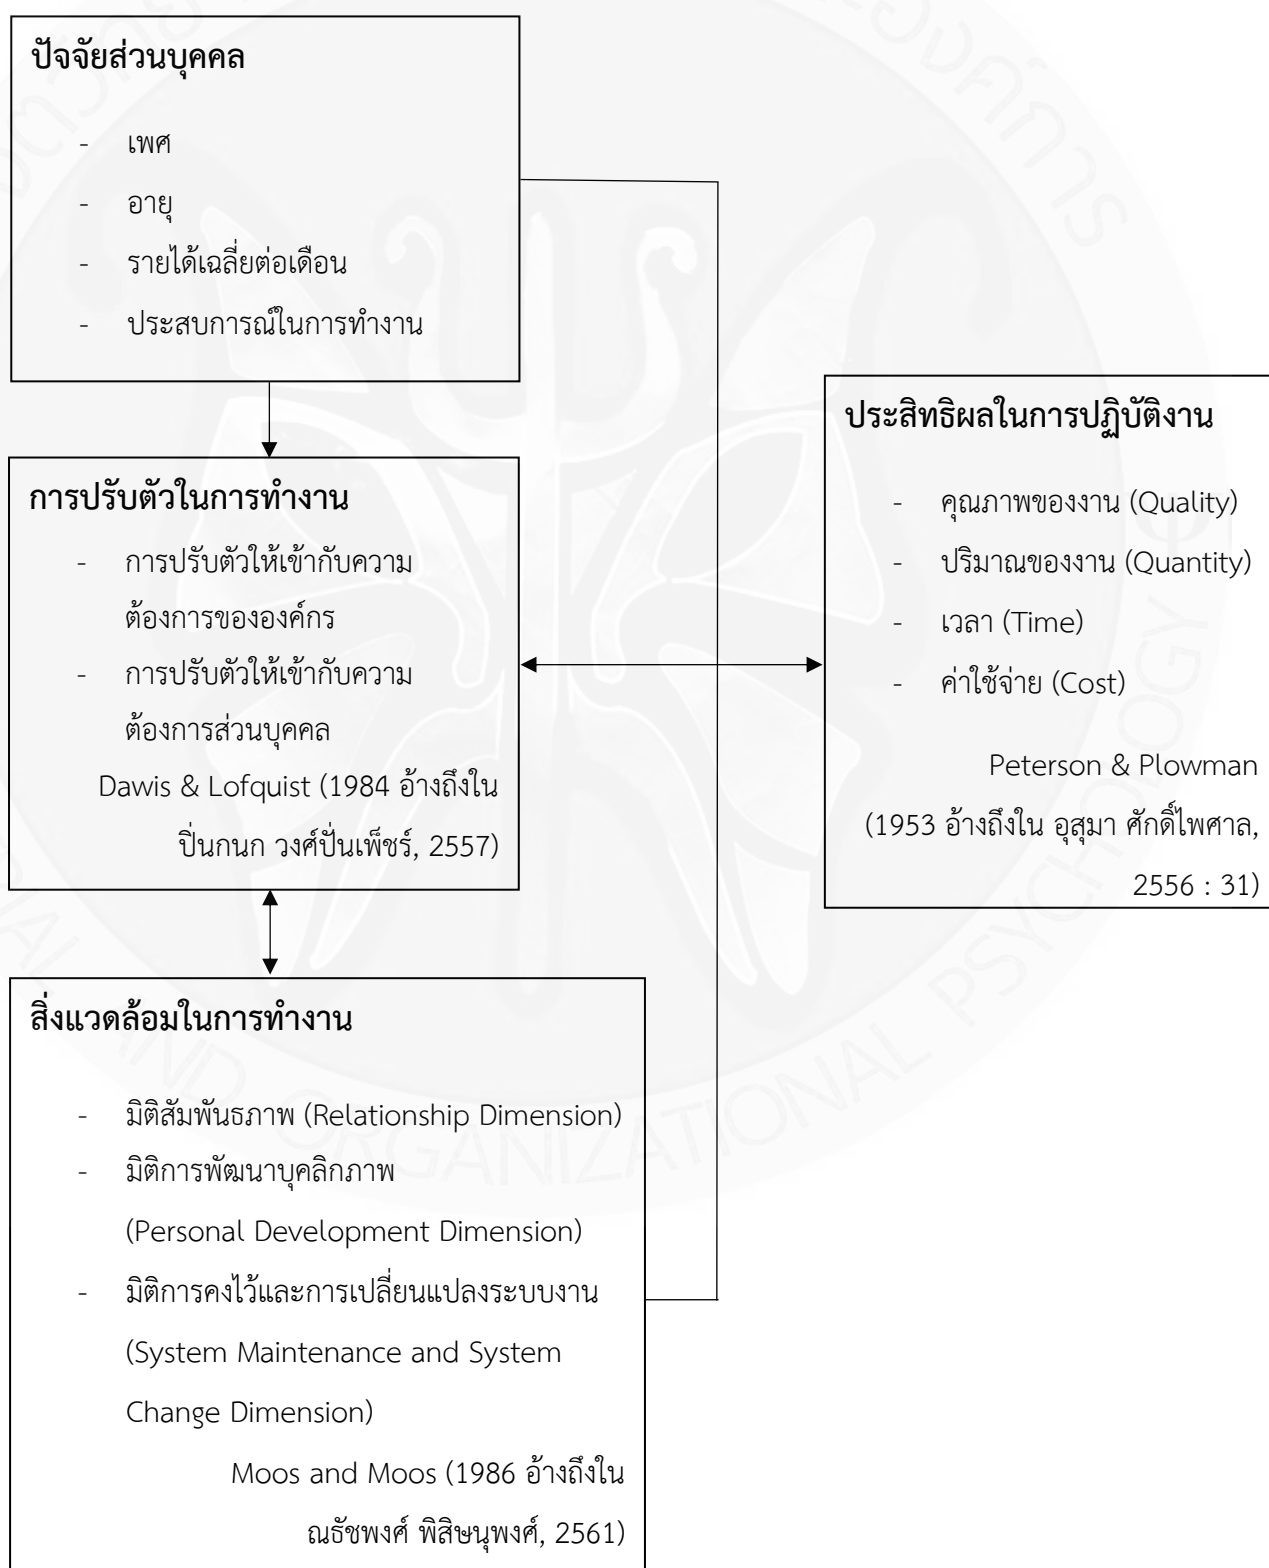 ปัจจัยส่วนบุคคล
- เพศ
- อายุ
- รายได้เฉลี่ยต่อเดือน
- ประสบการณ์ในการทำงาน
การปรับตัวในการทำงาน
- การปรับตัวให้เข้ากับความ
ต้องการขององค์กร
- การปรับตัวให้เข้ากับความ
ต้องการส่วนบุคคล
Dawis & Lofquist (1984 อ้างถึงใน
ปิ่นกนก วงศ์ปั่นเพ็ชร์, 2557)
ประสิทธิผลในการปฏิบัติงาน
- คุณภาพของงาน (Quality)
- ปริมาณของงาน (Quantity)
- เวลา (Time)
- ค่าใช้จ่าย (Cost)
Peterson & Plowman
(1953 อ้างถึงใน อุสุมา ศักดิ์ไพศาล,
2556 : 31)
สิ่งแวดล้อมในการทำงาน
- มิติสัมพันธภาพ (Relationship Dimension)
- มิติการพัฒนาบุคลิกภาพ
(Personal Development Dimension)
- มิติการคงไว้และการเปลี่ยนแปลงระบบงาน
(System Maintenance and System
Change Dimension)
Moos and Moos (1986 อ้างถึงใน
ณธัชพงศ์ พิสิษนุพงศ์, 2561)
AND ORGANIZATIONAL PSYCHOLOGY